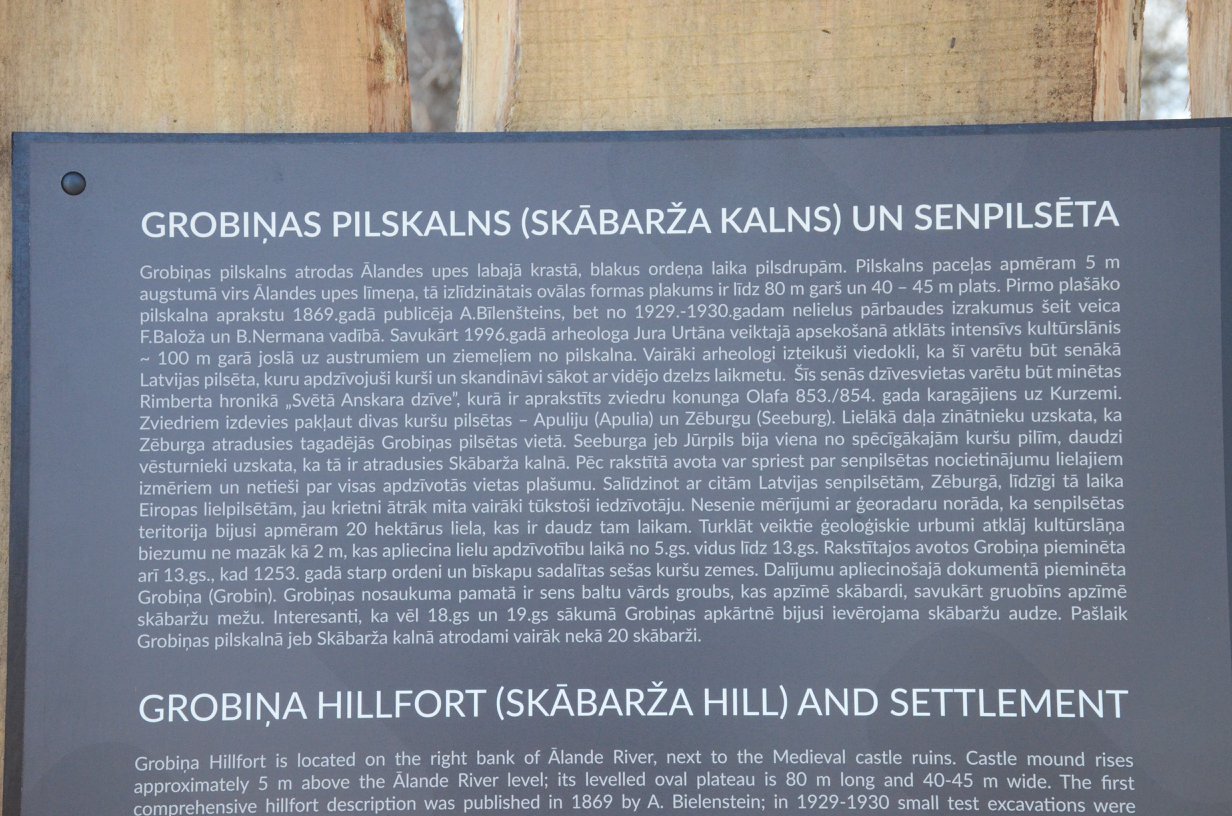 GROBIŅAS PILSKALNS (SKĀBARŽA KALNS) UN SENPILSĒTA
Grobiņas pilskalns atrodas Ālandes upes labajā krastā, blakus ordeņa laika pilsdrupām. Pilskalns paceļas apmēram 5 m
augstumā virs Ālandes upes līmeņa, tā izlīdzinātais ovālas formas plakums ir līdz 80 m garš un 40 – 45 m plats. Pirmo plašāko
pilskalna aprakstu 1869.gadā publicēja A.Bīlenšteins, bet no 1929.-1930.gadam nelielus pārbaudes izrakumus šeit veica
F.Baloža un B.Nermana vadībā. Savukārt 1996.gadā arheologa Jura Urtāna veiktajā apsekošanā atklāts intensīvs kultūrslānis
~ 100 m garā joslā uz austrumiem un ziemeļiem no pilskalna. Vairāki arheologi izteikuši viedokli, ka šī varētu būt senākā
Latvijas pilsēta, kuru apdzīvojuši kurši un skandināvi sākot ar vidējo dzelzs laikmetu. Šīs senās dzīvesvietas varētu būt minētas
Rimberta hronikā „Svētā Anskara dzīve”, kurā ir aprakstīts zviedru konunga Olafa 853./854. gada karagājiens uz Kurzemi.
Zviedriem izdevies pakļaut divas kuršu pilsētas – Apuliju (Apulia) un Zēburgu (Seeburg). Lielākā daļa zinātnieku uzskata, ka
Zēburga atradusies tagadējās Grobiņas pilsētas vietā. Seeburga jeb Jūrpils bija viena no spēcīgākajām kuršu pilīm, daudzi
vēsturnieki uzskata, ka tā ir atradusies Skābarža kalnā. Pēc rakstītā avota var spriest par senpilsētas nocietinājumu lielajiem
izmēriem un netieši par visas apdzīvotās vietas plašumu. Salīdzinot ar citām Latvijas senpilsētām, Zēburgā, līdzīgi tā laika
Eiropas lielpilsētām, jau krietni ātrāk mita vairāki tūkstoši iedzīvotāju. Nesenie mērījumi ar ģeoradaru norāda, ka senpilsētas
teritorija bijusi apmēram 20 hektārus liela, kas ir daudz tam laikam. Turklāt veiktie ģeoloģiskie urbumi atklāj kultūrslāņa
biezumu ne mazāk kā 2 m, kas apliecina lielu apdzīvotību laikā no 5.gs. vidus līdz 13.gs. Rakstītajos avotos Grobiņa pieminēta
arī 13.gs., kad 1253. gadā starp ordeni un bīskapu sadalītas sešas kuršu zemes. Dalījumu apliecinošajā dokumentā pieminēta
Grobiņa (Grobin). Grobiņas nosaukuma pamatā ir sens baltu vārds groubs, kas apzīmē skābardi, savukārt gruobīns apzīmē
skābaržu mežu. Interesanti, ka vēl 18.gs un 19.gs sākumā Grobiņas apkārtnē bijusi ievērojama skābaržu audze. Pašlaik
Grobiņas pilskalnā jeb Skābarža kalnā atrodami vairāk nekā 20 skābarži.
GROBIŅA HILLFORT (SKĀBARŽA HILL) AND SETTLEMENT
Grobiņa Hillfort is located on the right bank of Ālande River, next to the Medieval castle ruins. Castle mound rises
approximately 5 m above the Ālande River level; its levelled oval plateau is 80 m long and 40-45 m wide. The first
comprehensive hillfort description was published in 1869 by A. Bielenstein; in 1929-1930 small test excavations were